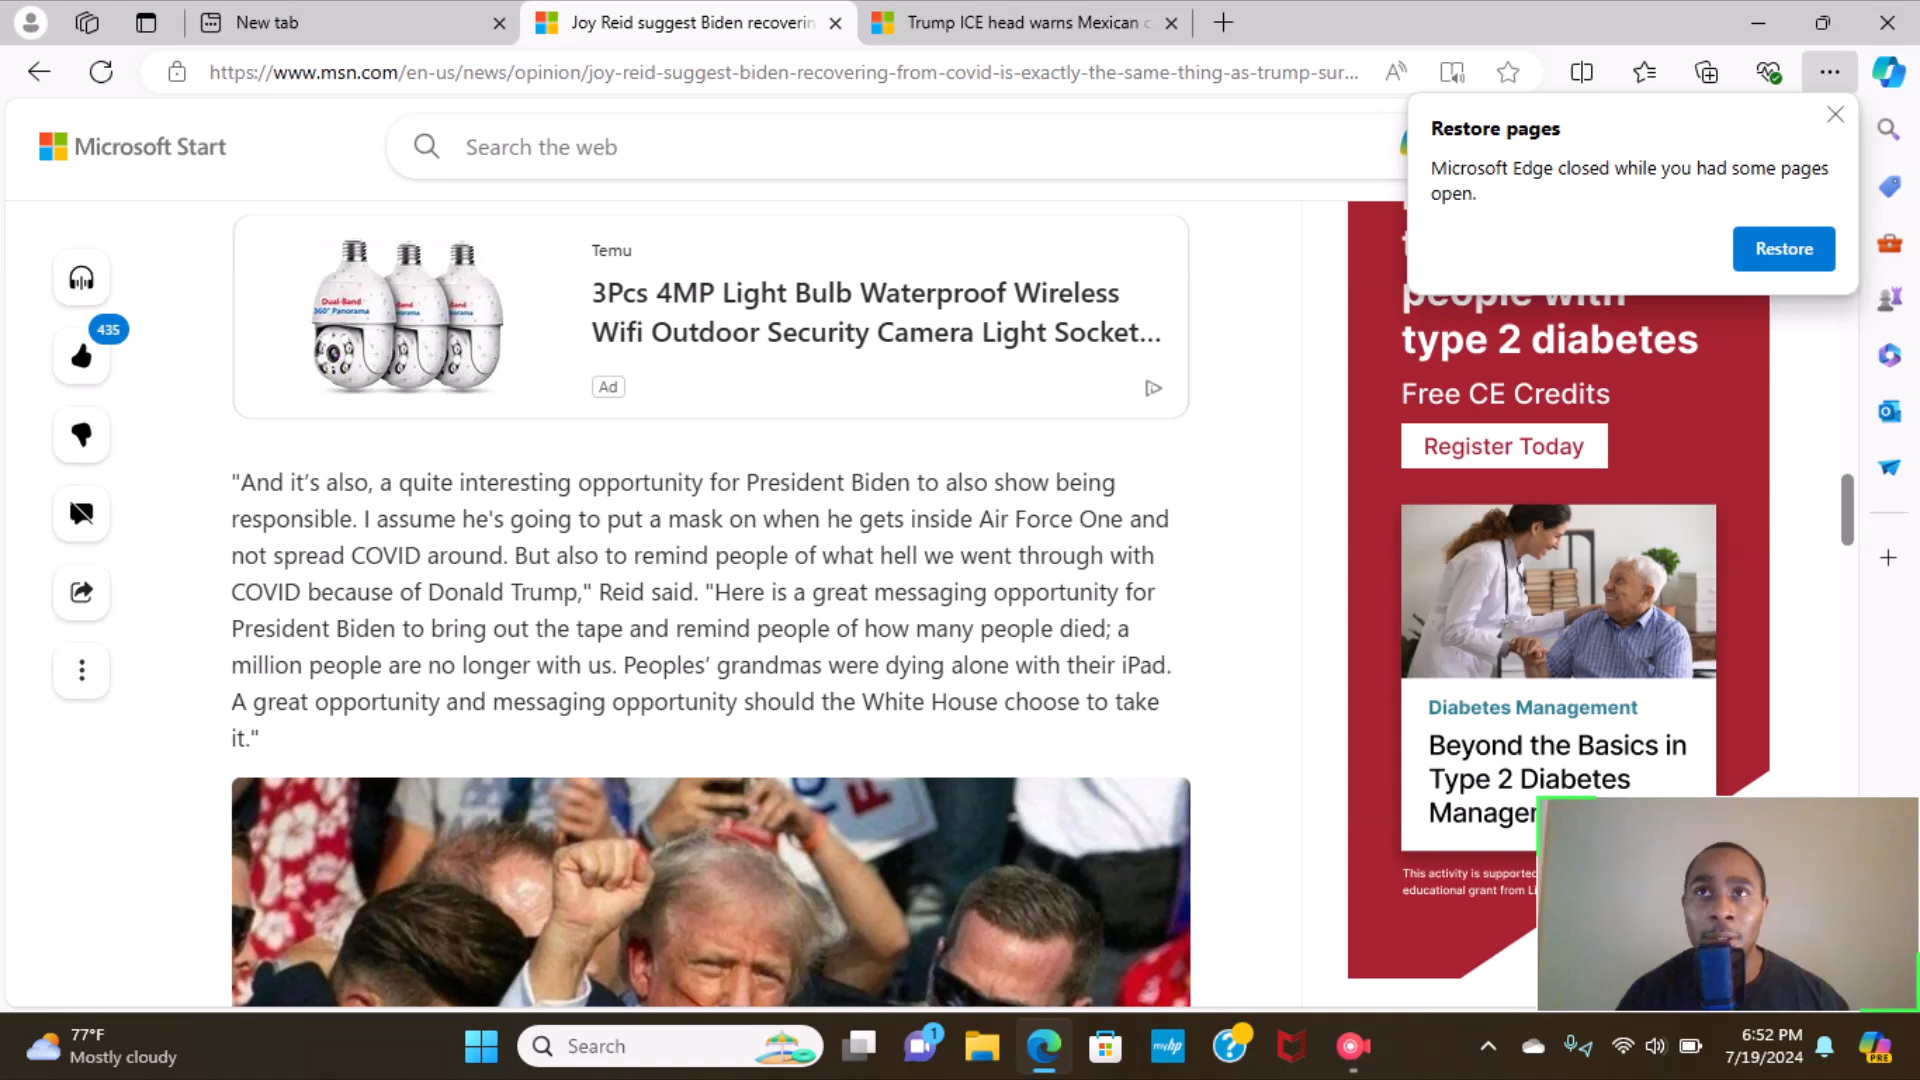 New tab
Joy Reid suggest Biden recoverin
Trump ICE head warns Mexican c
https://www.msn.com/en-us/news/opinion/joy-reid-suggest-biden-recovering-from-covid-is-exactly-the-same-thing-as-trump-sur...
Microsoft Start
Search the web
Restore pages
Microsoft Edge closed while you had some pages
open.
Restore
435
Temu
3Pcs 4MP Light Bulb Waterproof Wireless
Wifi Outdoor Security Camera Light Socket...
Ad
Dual-Band
360° Panorama
people with
type 2 diabetes
Free CE Credits
Register Today
"And it’s also, a quite interesting opportunity for President Biden to also show being
responsible. I assume he's going to put a mask on when he gets inside Air Force One and
not spread COVID around. But also to remind people of what hell we went through with
COVID because of Donald Trump," Reid said. "Here is a great messaging opportunity for
President Biden to bring out the tape and remind people of how many people died; a
million people are no longer with us. Peoples’ grandmas were dying alone with their iPad.
A great opportunity and messaging opportunity should the White House choose to take
it."
Diabetes Management
Beyond the Basics in
Type 2 Diabetes
Manager
This activity is supported
educational grant from Li
77°F
Mostly cloudy
Search
1
myhp
6:52 PM
7/19/2024
PRE